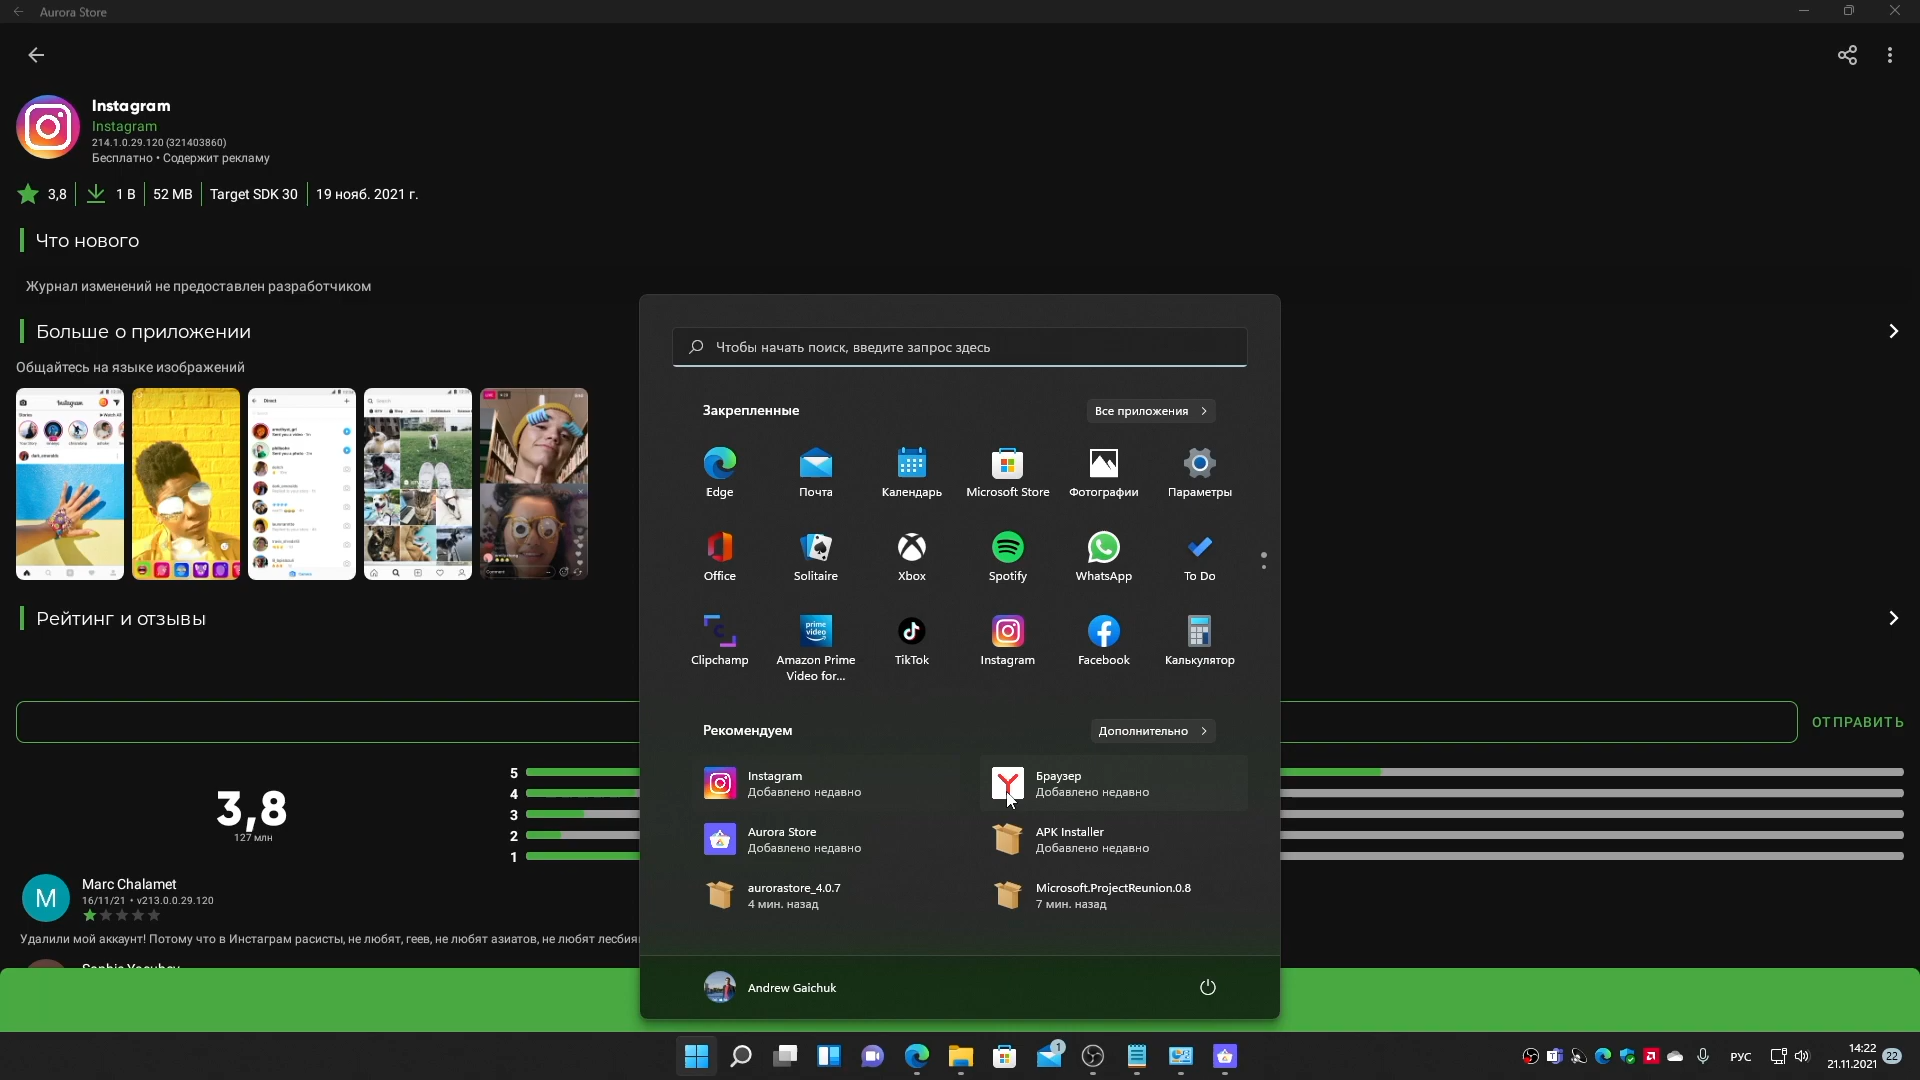 Aurora Store
Instagram
Instagram
214.1.0.29.120 (321403860)
Бесплатно • Содержит рекламу
3,8
1 B
52 MB
Target SDK 30
19 нояб. 2021 г.
Что нового
Журнал изменений не предоставлен разработчиком
Больше о приложении
Общайтесь на языке изображений
Рейтинг и отзывы
ОТПРАВИТЬ
3,8
127 млн
5
4
3
2
1
M
Marc Chalamet
16/11/21 • v213.0.0.29.120
Удалили мой аккаунт! Потому что в Инстаграм расисты, не любят, геев, не любят азиатов, не любят
Чтобы начать поиск, введите запрос здесь
Закрепленные
Все приложения
Edge
Почта
Календарь
Microsoft Store
Фотографии
Параметры
Office
Solitaire
Xbox
Spotify
WhatsApp
To Do
prime
video
Clipchamp
Amazon Prime
Video for...
TikTok
Instagram
Facebook
Калькулятор
Рекомендуем
Дополнительно
Instagram
Добавлено недавно
Браузер
Добавлено недавно
Aurora Store
Добавлено недавно
APK Installer
Добавлено недавно
aurorastore_4.0.7
4 мин. назад
Microsoft.ProjectReunion.0.8
7 мин. назад
Andrew Gaichuk
1
РУС
14:22
21.11.2021
22